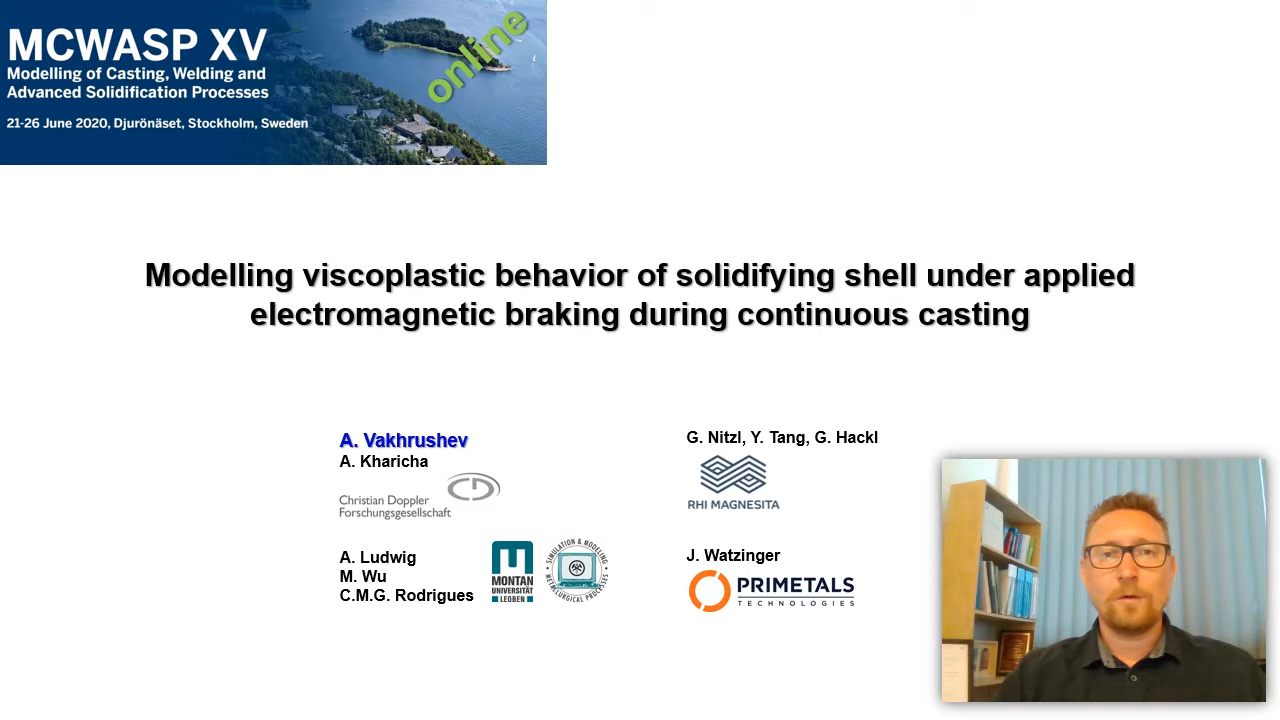 MCWASP XV
Modelling of Casting, Welding and
Advanced Solidification Processes
21-26 June 2020, Djurönäset, Stockholm, Sweden
online
Modelling viscoplastic behavior of solidifying shell under applied
electromagnetic braking during continuous casting
A. Vakhrushev
A. Kharicha
Christian Doppler
Forschungsgesellschaft
CD
G. Nitzl, Y. Tang, G. Hackl
RHI MAGNESITA
A. Ludwig
M. Wu
C.M.G. Rodrigues
MONTAN
UNIVERSITÄT
LEOBEN
SIMULATION & MODELING
METALLURGICAL PROCESSES
J. Watzinger
PRIMETALS
TECHNOLOGIES